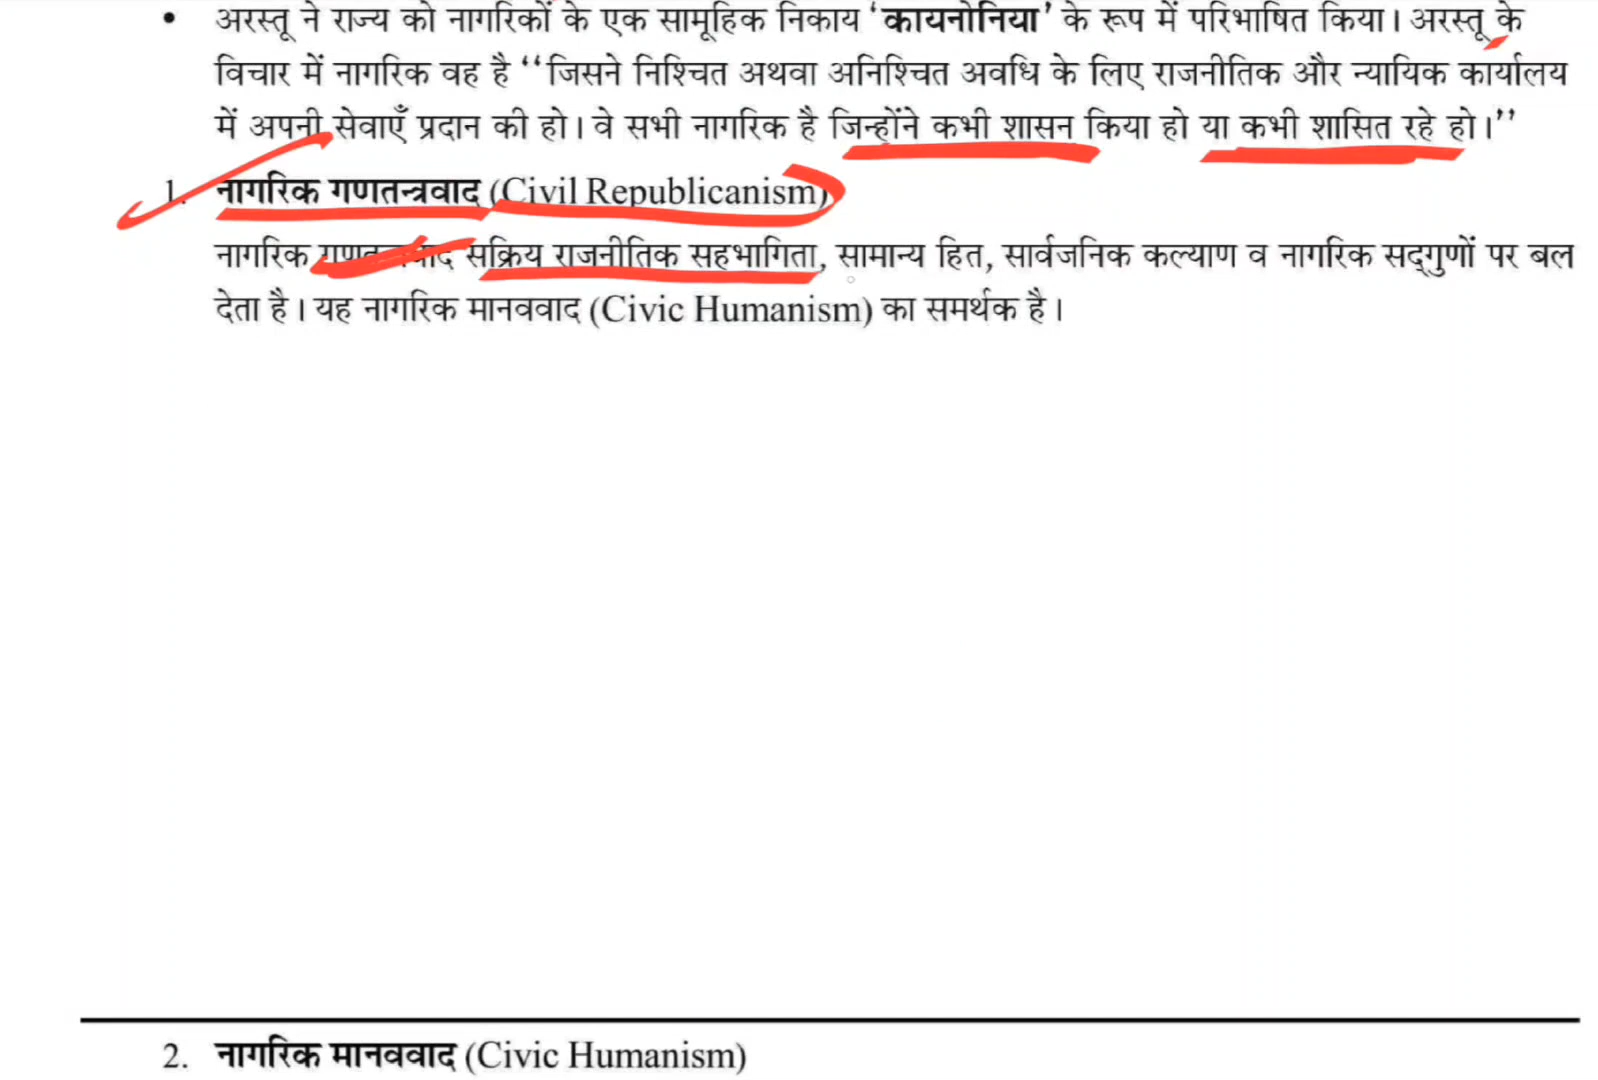 • अरस्तू ने राज्य को नागरिकों के एक सामूहिक निकाय ‘कायनोनिया’ के रूप में परिभाषित किया। अरस्तू के
विचार में नागरिक वह है ‘‘जिसने निश्चित अथवा अनिश्चित अवधि के लिए राजनीतिक और न्यायिक कार्यालय
में अपनी सेवाएँ प्रदान की हो। वे सभी नागरिक है जिन्होंने कभी शासन किया हो या कभी शासित रहे हो।’’
1. नागरिक गणतन्त्रवाद (Civil Republicanism)
नागरिक सक्रिय राजनीतिक सहभागिता, सामान्य हित, सार्वजनिक कल्याण व नागरिक सद्गुणों पर बल
देता है। यह नागरिक मानववाद (Civic Humanism) का समर्थक है।
2. नागरिक मानववाद (Civic Humanism)